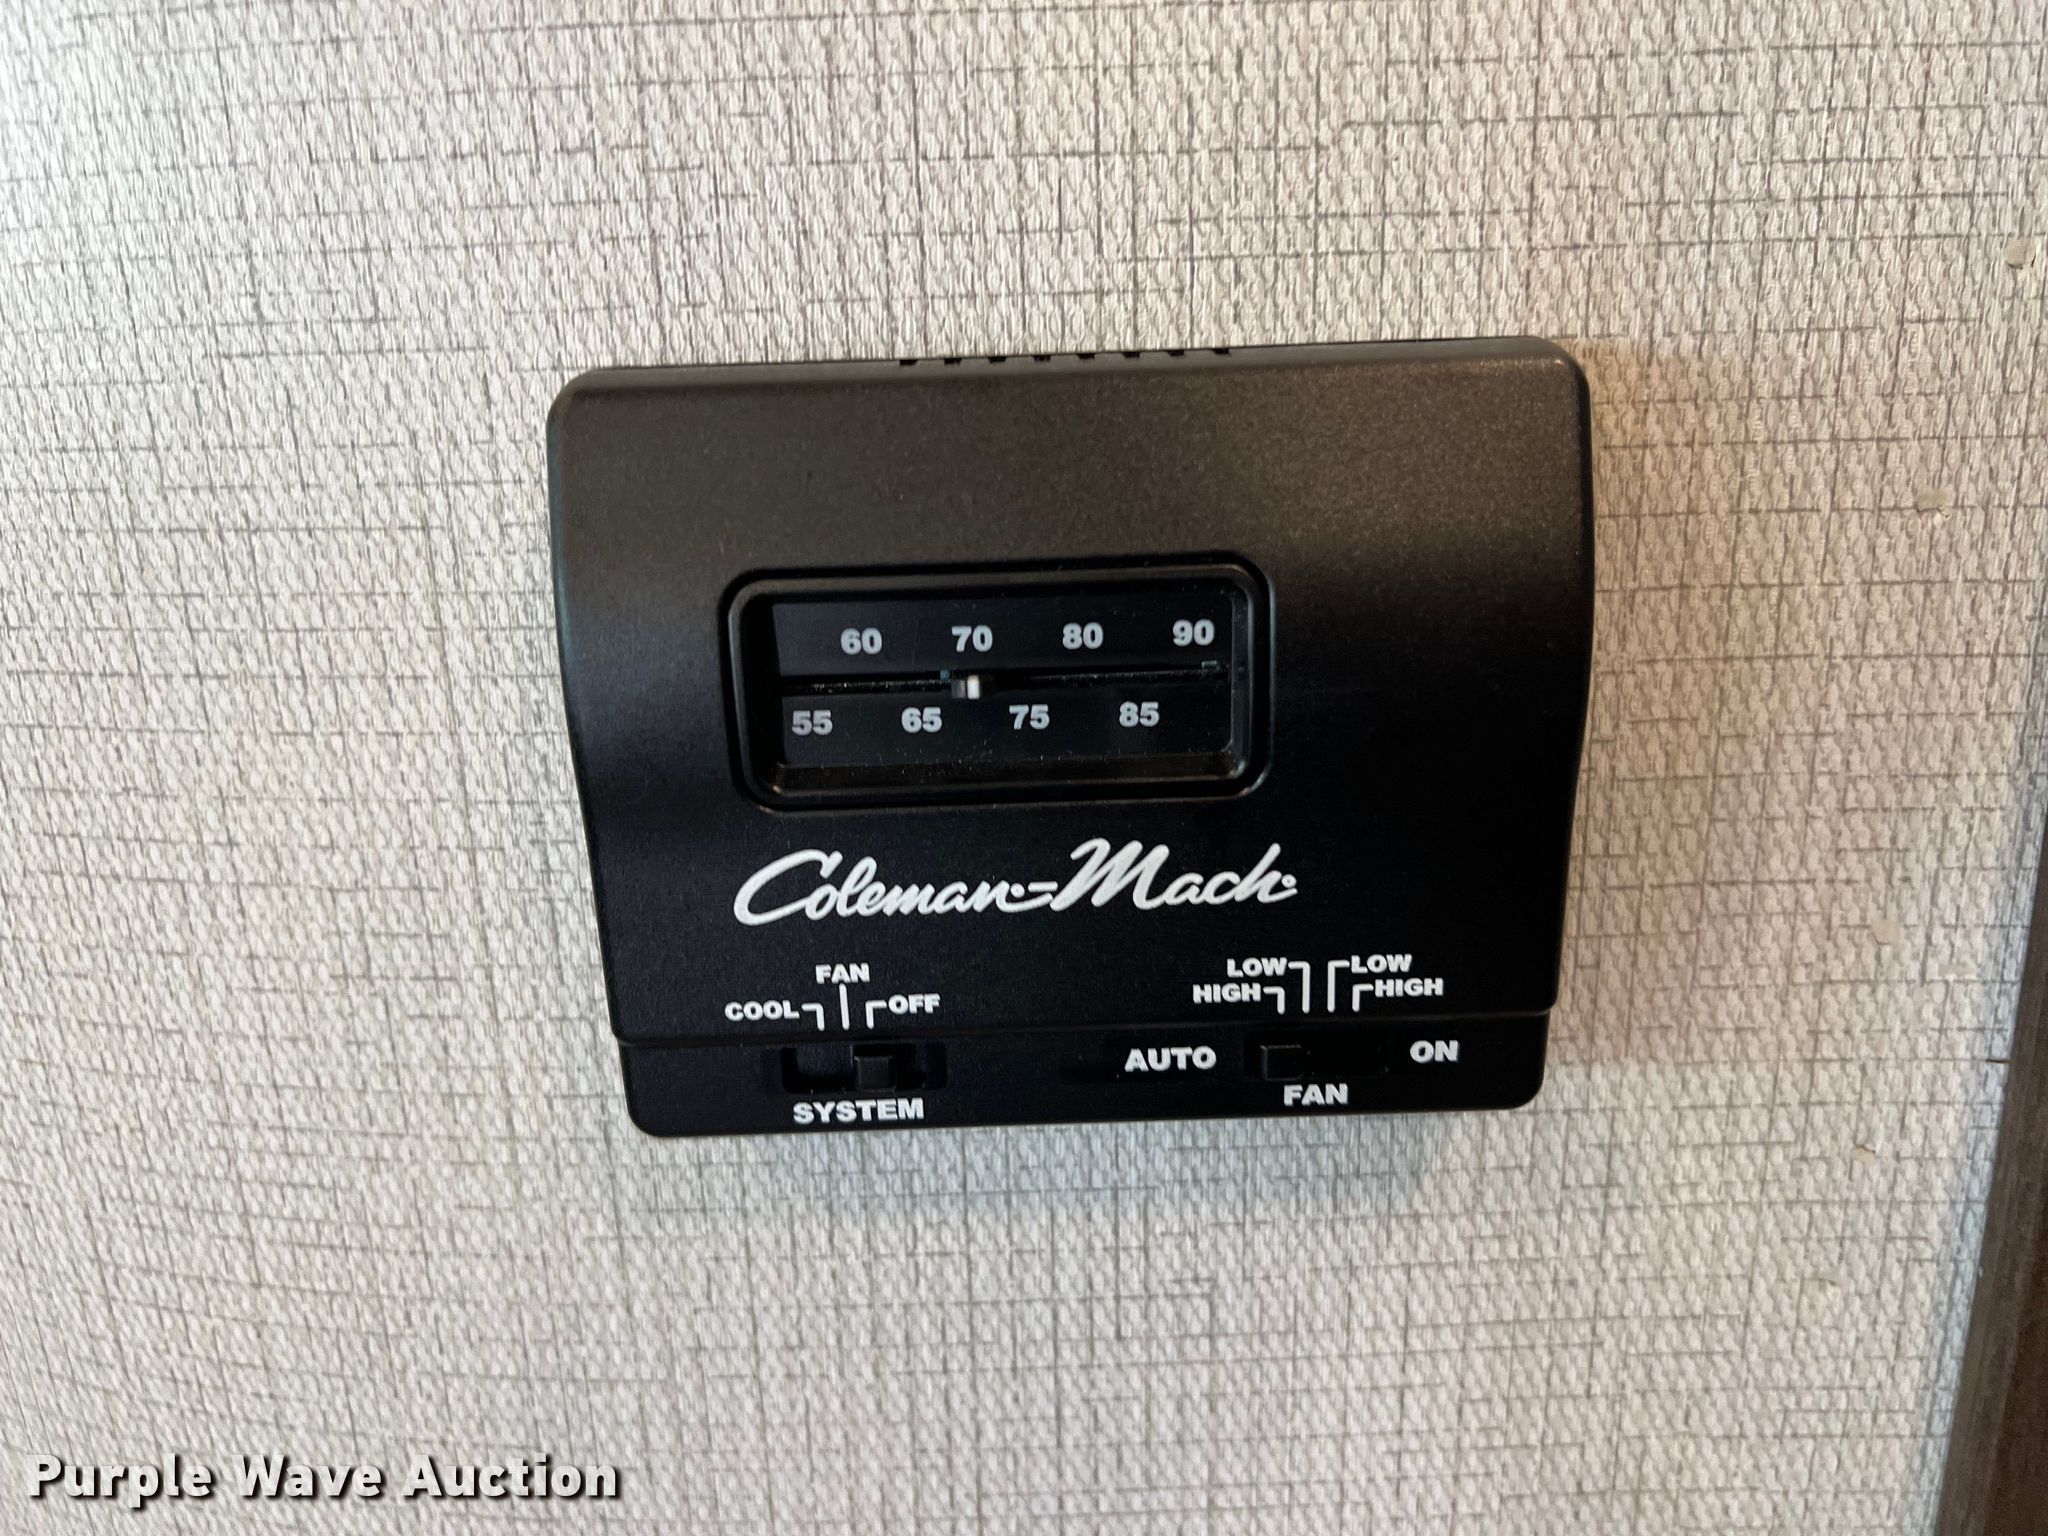 60 70 80 90
55 65 75 85
Coleman-Mach
FAN
COOL OFF
LOW LOW
HIGH HIGH
AUTO ON
SYSTEM FAN
Purple Wave Auction